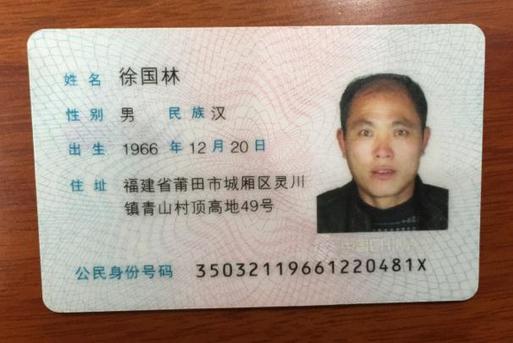 姓名 徐国林
性别 男 民族 汉
出生 1966 年 12 月 20 日
住址 福建省莆田市城厢区灵川
镇青山村顶高地49号
公民身份号码 35032119661220481X